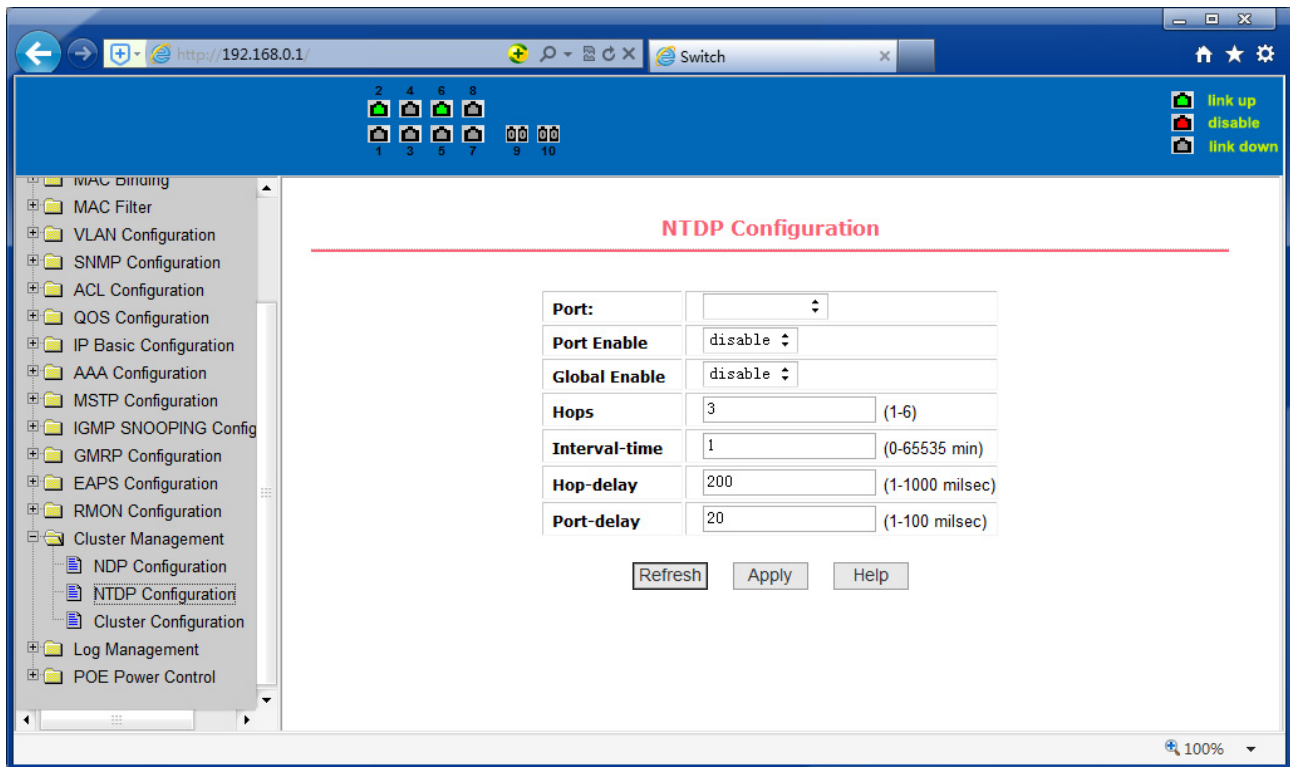 http://192.168.0.1/
Switch
2 4 6 8
1 3 5 7 9 10
link up
disable
link down
MAC Binding
MAC Filter
VLAN Configuration
SNMP Configuration
ACL Configuration
QOS Configuration
IP Basic Configuration
AAA Configuration
MSTP Configuration
IGMP SNOOPING Config
GMRP Configuration
EAPS Configuration
RMON Configuration
Cluster Management
NDP Configuration
NTDP Configuration
Cluster Configuration
Log Management
POE Power Control
NTDP Configuration
Port:
Port Enable disable
Global Enable disable
Hops 3 (1-6)
Interval-time 1 (0-65535 min)
Hop-delay 200 (1-1000 milsec)
Port-delay 20 (1-100 milsec)
Refresh Apply Help
100%